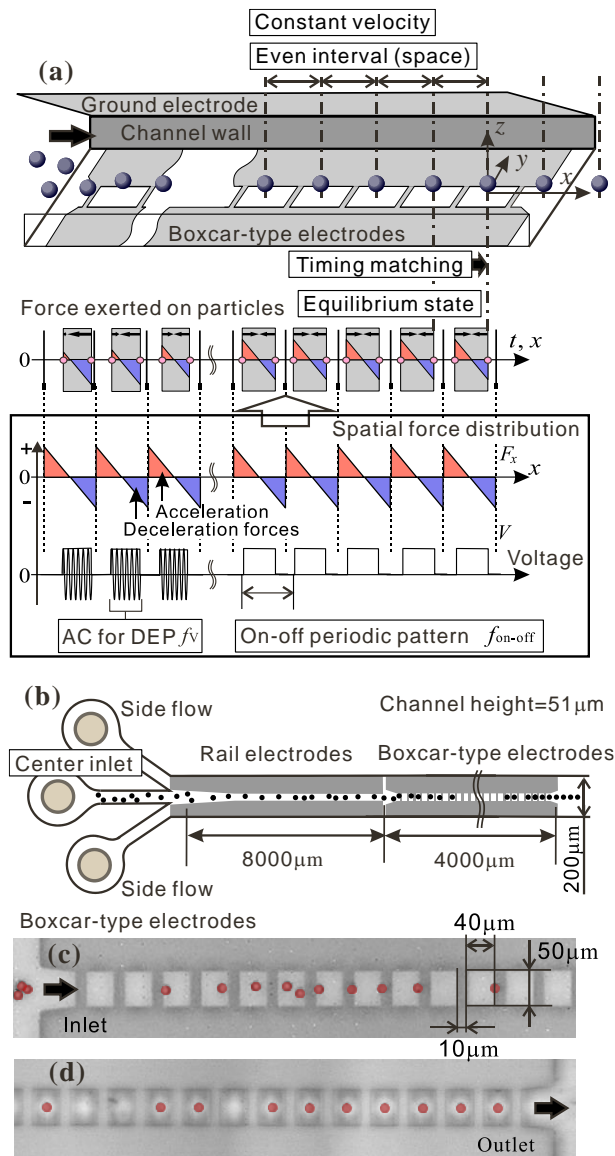 Constant velocity
Even interval (space)
(a)
Ground electrode
Channel wall
z
y
x
Boxcar-type electrodes
Timing matching
Force exerted on particles
Equilibrium state
t, x
0
Spatial force distribution
+
Fx
0
x
-
Acceleration
Deceleration forces
V
Voltage
0
AC for DEP fV
On-off periodic pattern fon-off
(b)
Side flow
Channel height=51μm
Center inlet
Rail electrodes
Boxcar-type electrodes
8000μm
4000μm
200μm
Side flow
Boxcar-type electrodes
40μm
(c)
50μm
Inlet
10μm
(d)
Outlet